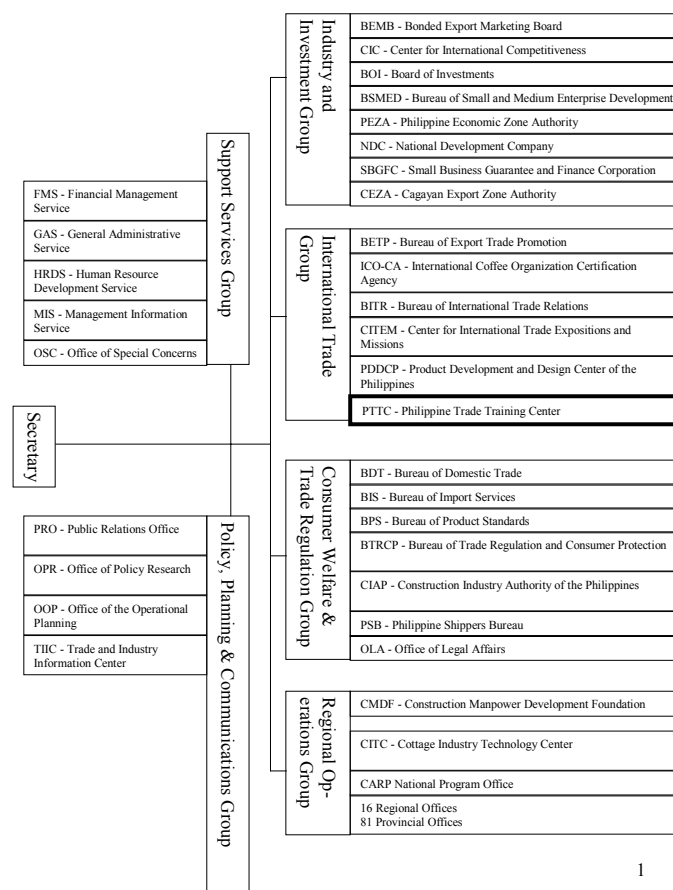 Secretary
Support Services Group
FMS - Financial Management
Service
GAS - General Administrative
Service
HRDS - Human Resource
Development Service
MIS - Management Information
Service
OSC - Office of Special Concerns
Policy, Planning & Communications Group
PRO - Public Relations Office
OPR - Office of Policy Research
OOP - Office of the Operational
Planning
TIIC - Trade and Industry
Information Center
Industry and
Investment Group
BEMB - Bonded Export Marketing Board
CIC - Center for International Competitiveness
BOI - Board of Investments
BSMED - Bureau of Small and Medium Enterprise Development
PEZA - Philippine Economic Zone Authority
NDC - National Development Company
SBGFC - Small Business Guarantee and Finance Corporation
CEZA - Cagayan Export Zone Authority
International Trade
Group
BETP - Bureau of Export Trade Promotion
ICO-CA - International Coffee Organization Certification
Agency
BITR - Bureau of International Trade Relations
CITEM - Center for International Trade Expositions and
Missions
PDDCP - Product Development and Design Center of the
Philippines
PTTC - Philippine Trade Training Center
Consumer Welfare &
Trade Regulation Group
BDT - Bureau of Domestic Trade
BIS - Bureau of Import Services
BPS - Bureau of Product Standards
BTRCP - Bureau of Trade Regulation and Consumer Protection
CIAP - Construction Industry Authority of the Philippines
PSB - Philippine Shippers Bureau
OLA - Office of Legal Affairs
Regional Op-
erations Group
CMDF - Construction Manpower Development Foundation
CITC - Cottage Industry Technology Center
CARP National Program Office
16 Regional Offices
81 Provincial Offices
1